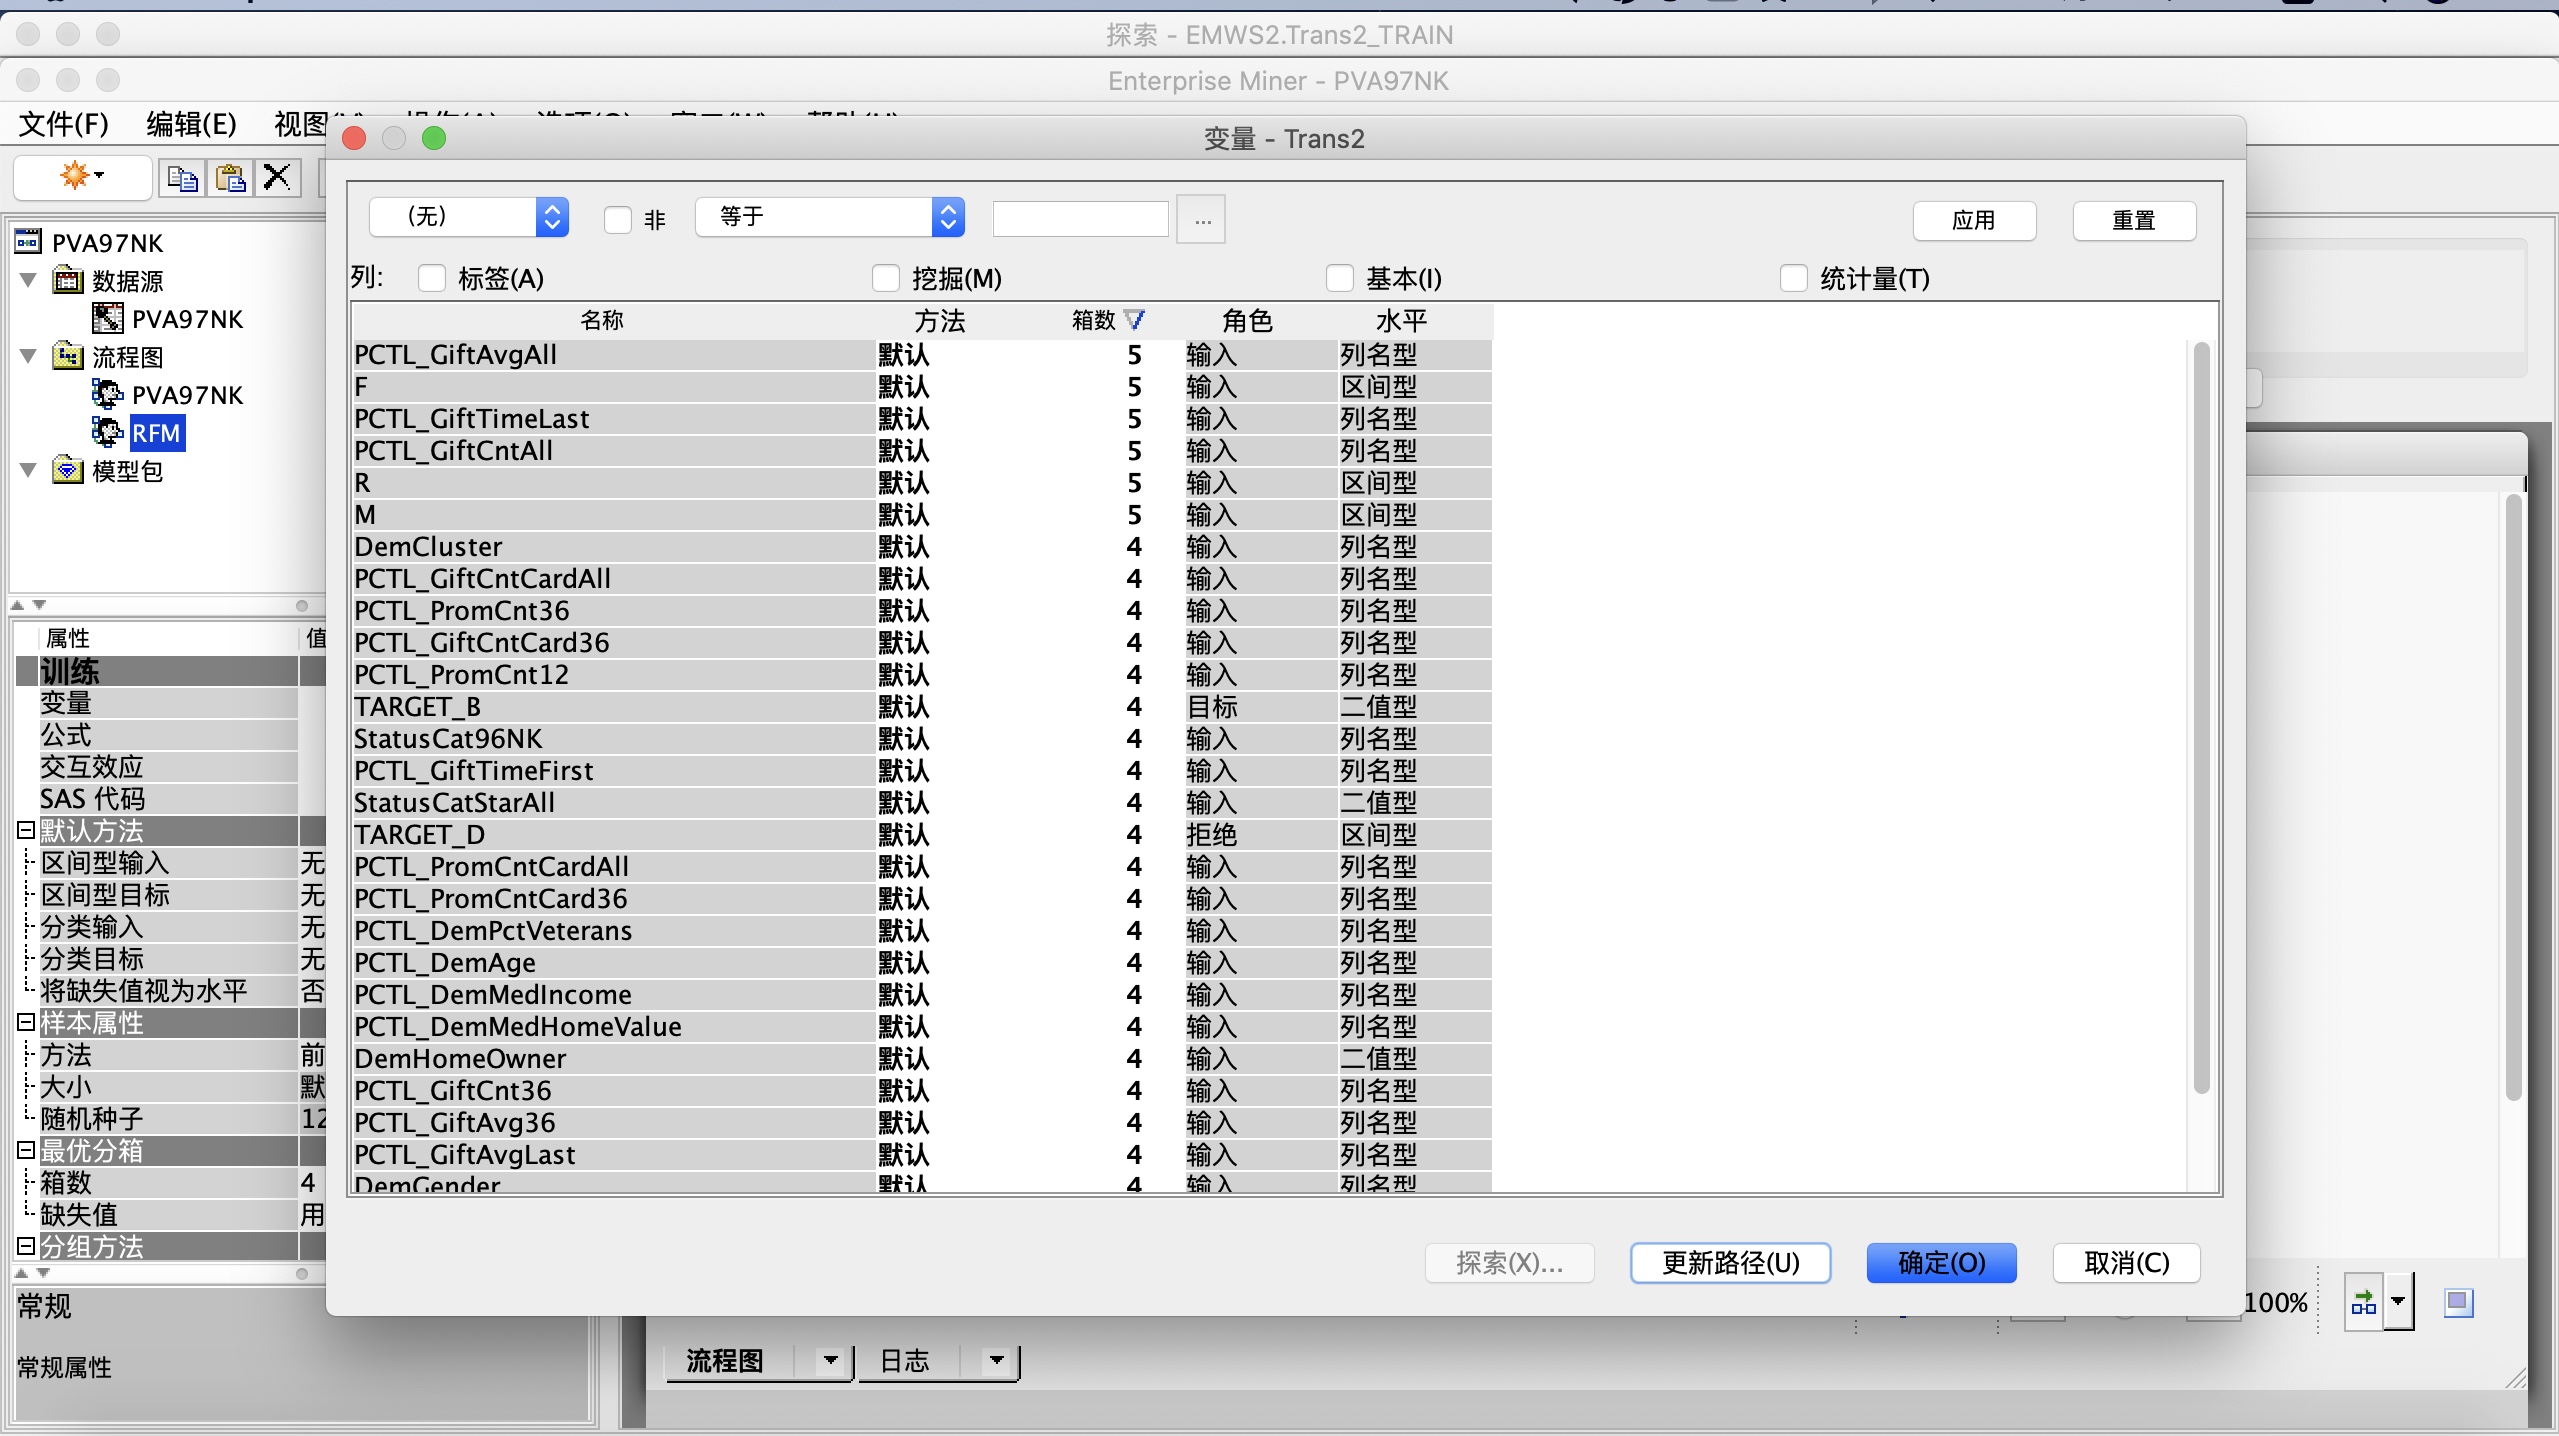 探索 - EMWS2.Trans2_TRAIN
Enterprise Miner - PVA97NK
文件(F) 编辑(E) 视图
变量 - Trans2
(无) 非 等于 ... 应用 重置
列: 标签(A) 挖掘(M) 基本(I) 统计量(T)
名称 方法 箱数 角色 水平
PCTL_GiftAvgAll 默认 5 输入 列名型
F 默认 5 输入 区间型
PCTL_GiftTimeLast 默认 5 输入 列名型
PCTL_GiftCntAll 默认 5 输入 列名型
R 默认 5 输入 区间型
M 默认 5 输入 区间型
DemCluster 默认 4 输入 列名型
PCTL_GiftCntCardAll 默认 4 输入 列名型
PCTL_PromCnt36 默认 4 输入 列名型
PCTL_GiftCntCard36 默认 4 输入 列名型
PCTL_PromCnt12 默认 4 输入 列名型
TARGET_B 默认 4 目标 二值型
StatusCat96NK 默认 4 输入 列名型
PCTL_GiftTimeFirst 默认 4 输入 列名型
StatusCatStarAll 默认 4 输入 二值型
TARGET_D 默认 4 拒绝 区间型
PCTL_PromCntCardAll 默认 4 输入 列名型
PCTL_PromCntCard36 默认 4 输入 列名型
PCTL_DemPctVeterans 默认 4 输入 列名型
PCTL_DemAge 默认 4 输入 列名型
PCTL_DemMedIncome 默认 4 输入 列名型
PCTL_DemMedHomeValue 默认 4 输入 列名型
DemHomeOwner 默认 4 输入 二值型
PCTL_GiftCnt36 默认 4 输入 列名型
PCTL_GiftAvg36 默认 4 输入 列名型
PCTL_GiftAvgLast 默认 4 输入 列名型
DemGender 默认 4 输入 列名型
探索(X)... 更新路径(U) 确定(O) 取消(C)
PVA97NK
数据源
PVA97NK
流程图
PVA97NK
RFM
模型包
属性 值
训练
变量
公式
交互效应
SAS 代码
默认方法
区间型输入 无
区间型目标 无
分类输入 无
分类目标 无
将缺失值视为水平 否
样本属性
方法 前
大小 默
随机种子 12
最优分箱
箱数 4
缺失值 用
分组方法
常规
常规属性
100%
流程图 日志